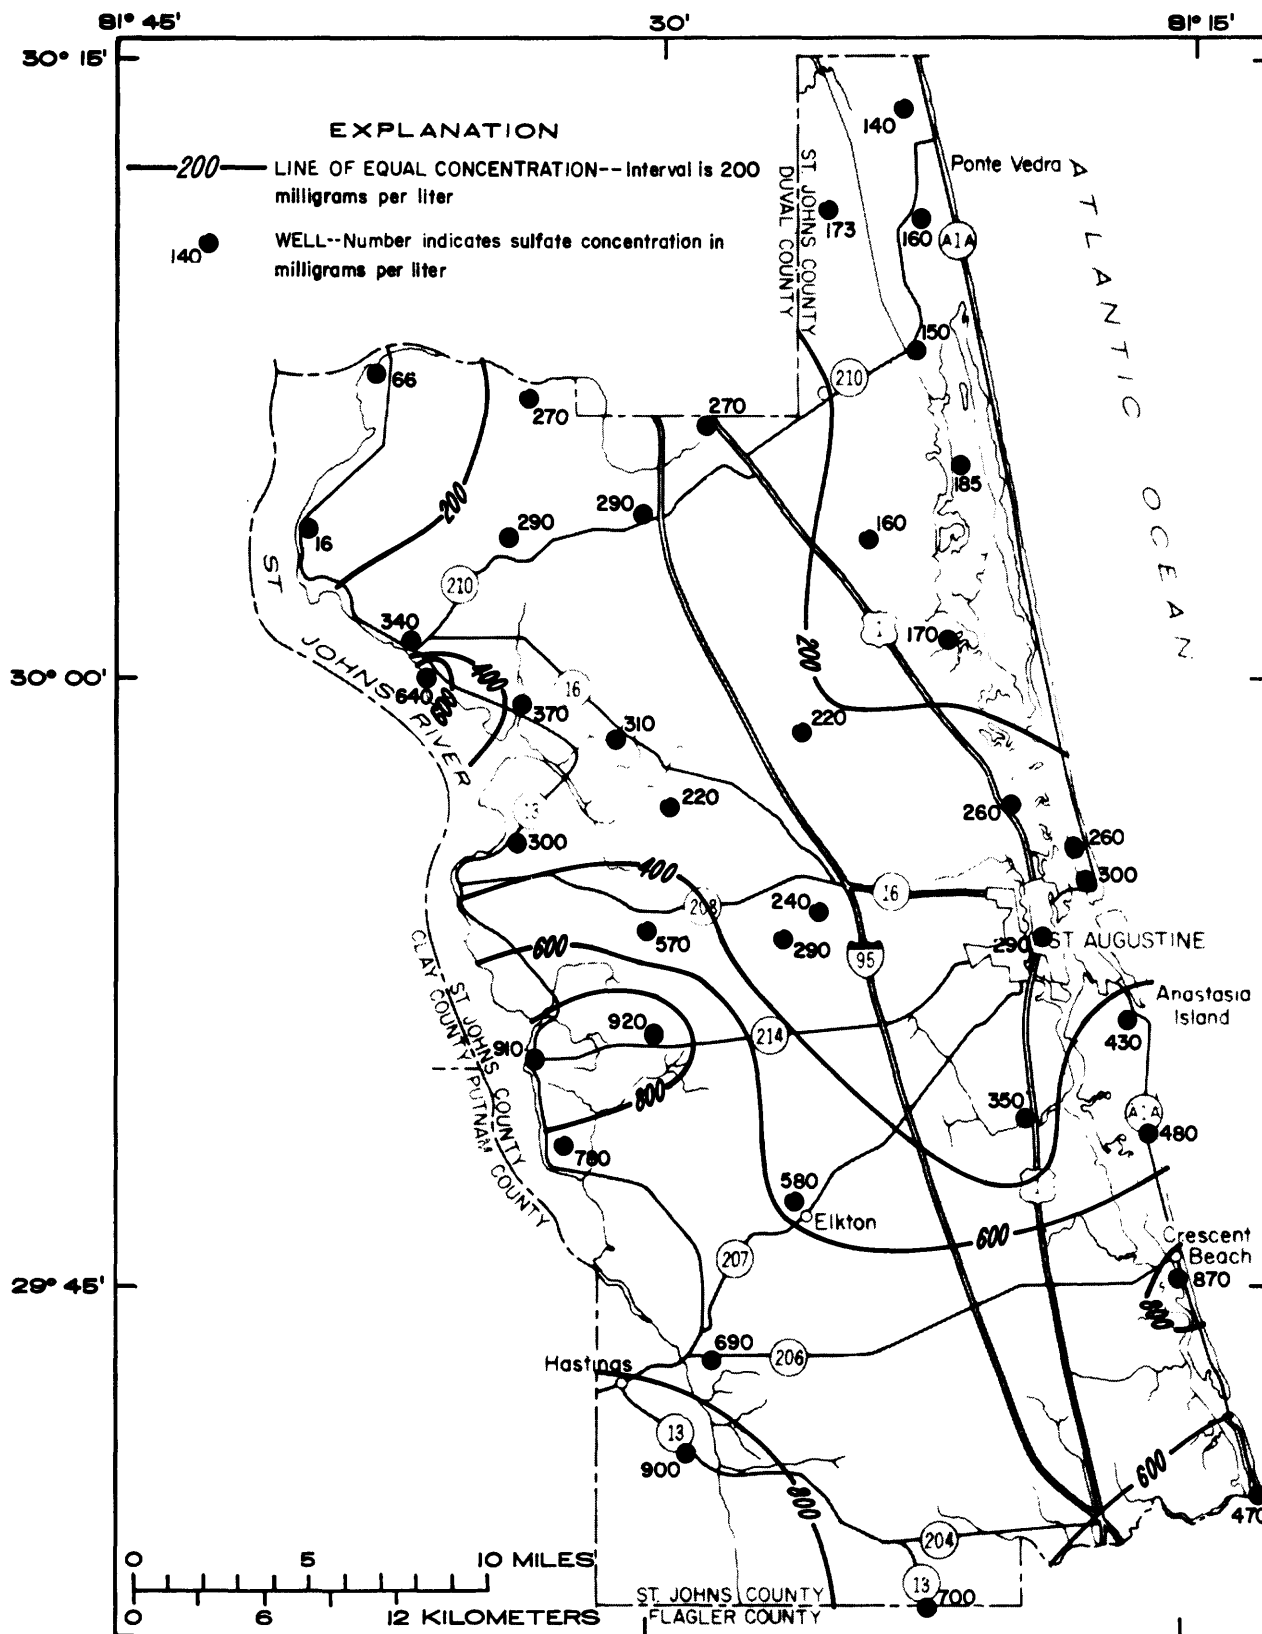 81° 45'
30'
81° 15'
30° 15'
EXPLANATION
200
LINE OF EQUAL CONCENTRATION--Interval is 200
milligrams per liter
140
WELL--Number indicates sulfate concentration in
milligrams per liter
140
Ponte Vedra
ATLANTIC OCEAN
ST. JOHNS COUNTY
DUVAL COUNTY
173
160
A1A
150
210
66
270
270
185
200
290
290
160
16
210
ST JOHNS RIVER
340
1
170
200
30° 00'
400
640
600
16
370
310
220
220
13
260
300
260
300
400
16
208
240
570
290
290
ST AUGUSTINE
600
95
CLAY COUNTY
ST JOHNS COUNTY
PUTNAM COUNTY
Anastasia
Island
920
214
910
430
800
350
A1A
480
780
580
Elkton
1
600
207
Crescent
Beach
29° 45'
870
800
690
206
Hastings
13
900
600
800
470
204
0 5 10 MILES
13
700
ST. JOHNS COUNTY
FLAGLER COUNTY
0 6 12 KILOMETERS